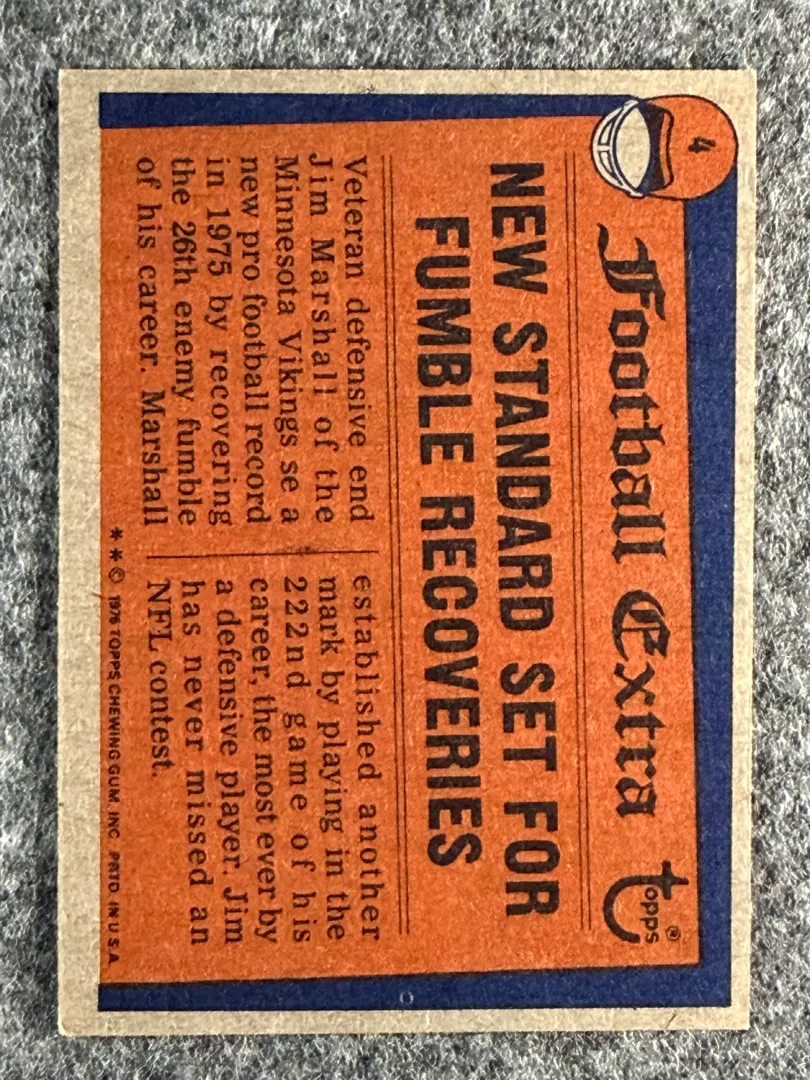 4
Football Extra
topps®
NEW STANDARD SET FOR
FUMBLE RECOVERIES
Veteran defensive end
Jim Marshall of the
Minnesota Vikings se a
new pro football record
in 1975 by recovering
the 26th enemy fumble
of his career. Marshall
established another
mark by playing in the
222nd game of his
career, the most ever by
a defensive player. Jim
has never missed an
NFL contest.
**© 1976 TOPPS CHEWING GUM, INC. PRTD. IN U.S.A.